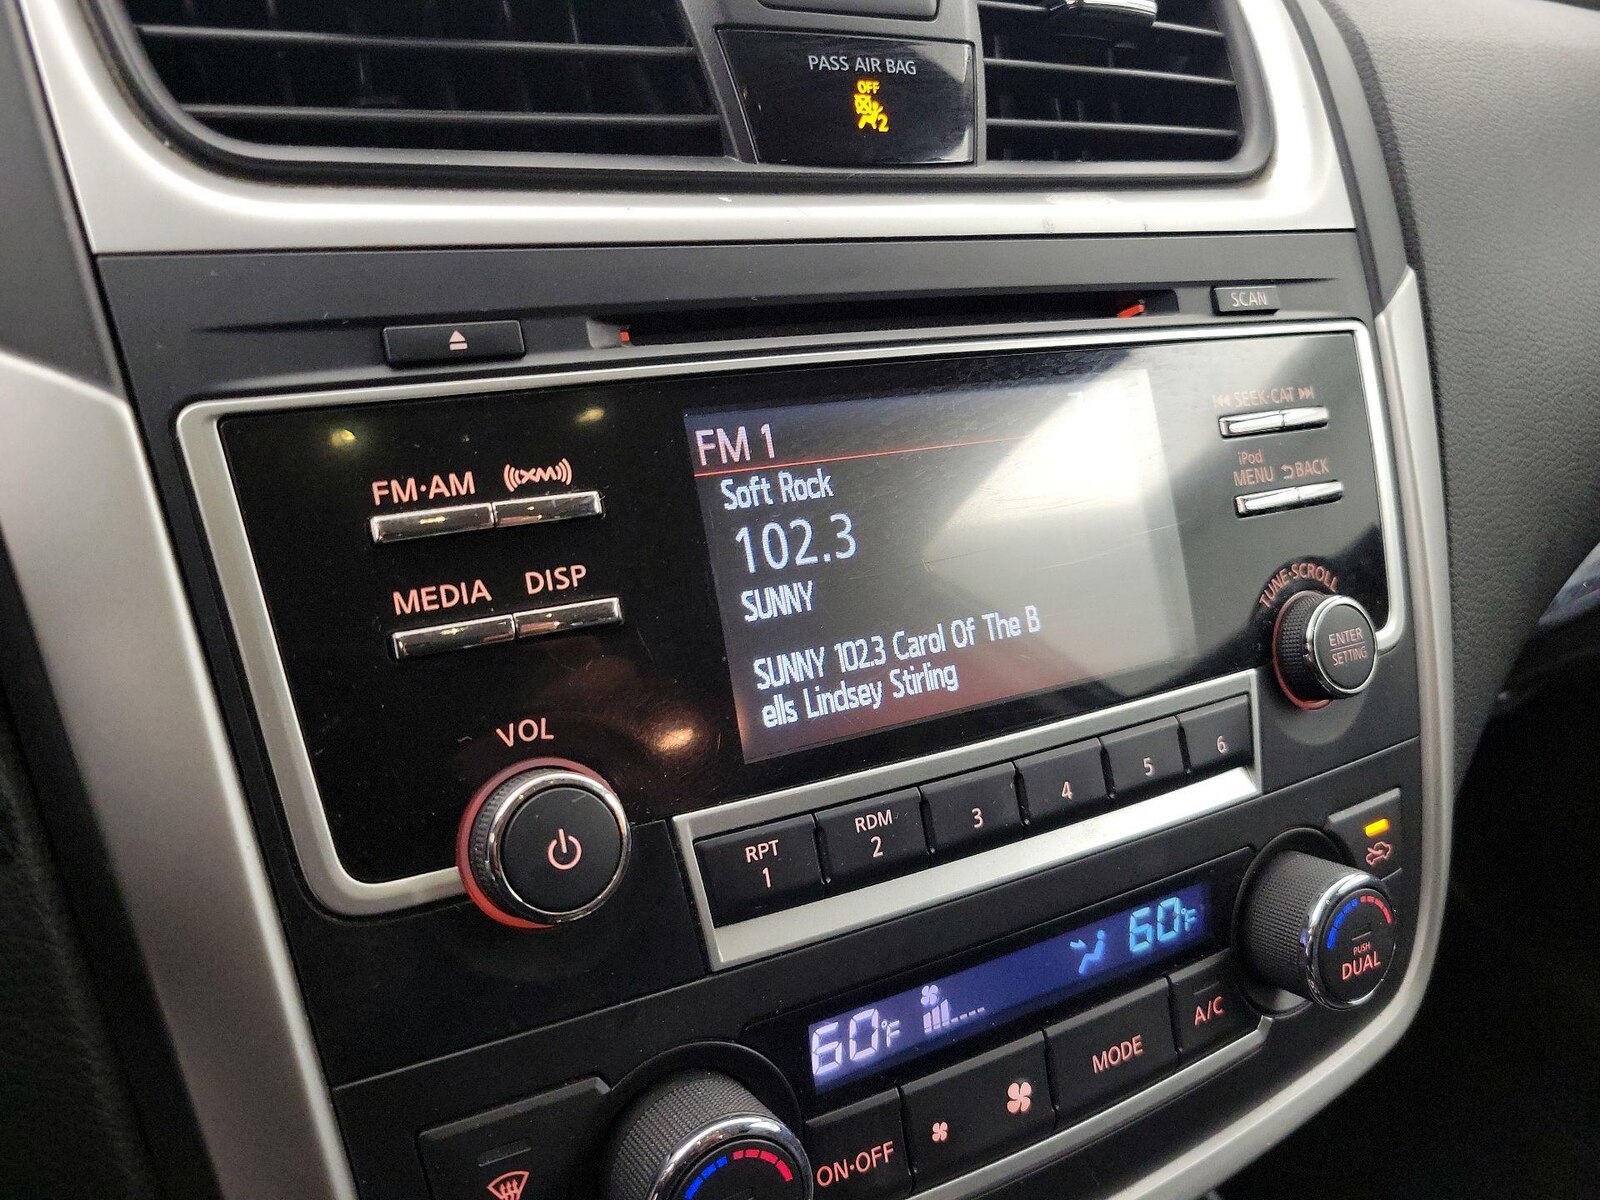 PASS AIR BAG
OFF
2
SCAN
SEEK·CAT
FM·AM
XM
iPod
MENU BACK
MEDIA
DISP
FM 1
Soft Rock
102.3
SUNNY
SUNNY 102.3 Carol Of The B
ells Lindsey Stirling
TUNE·SCROLL
ENTER
SETTING
VOL
RPT
1
RDM
2
3
4
5
6
60°F
60°F
PUSH
DUAL
A/C
MODE
ON·OFF